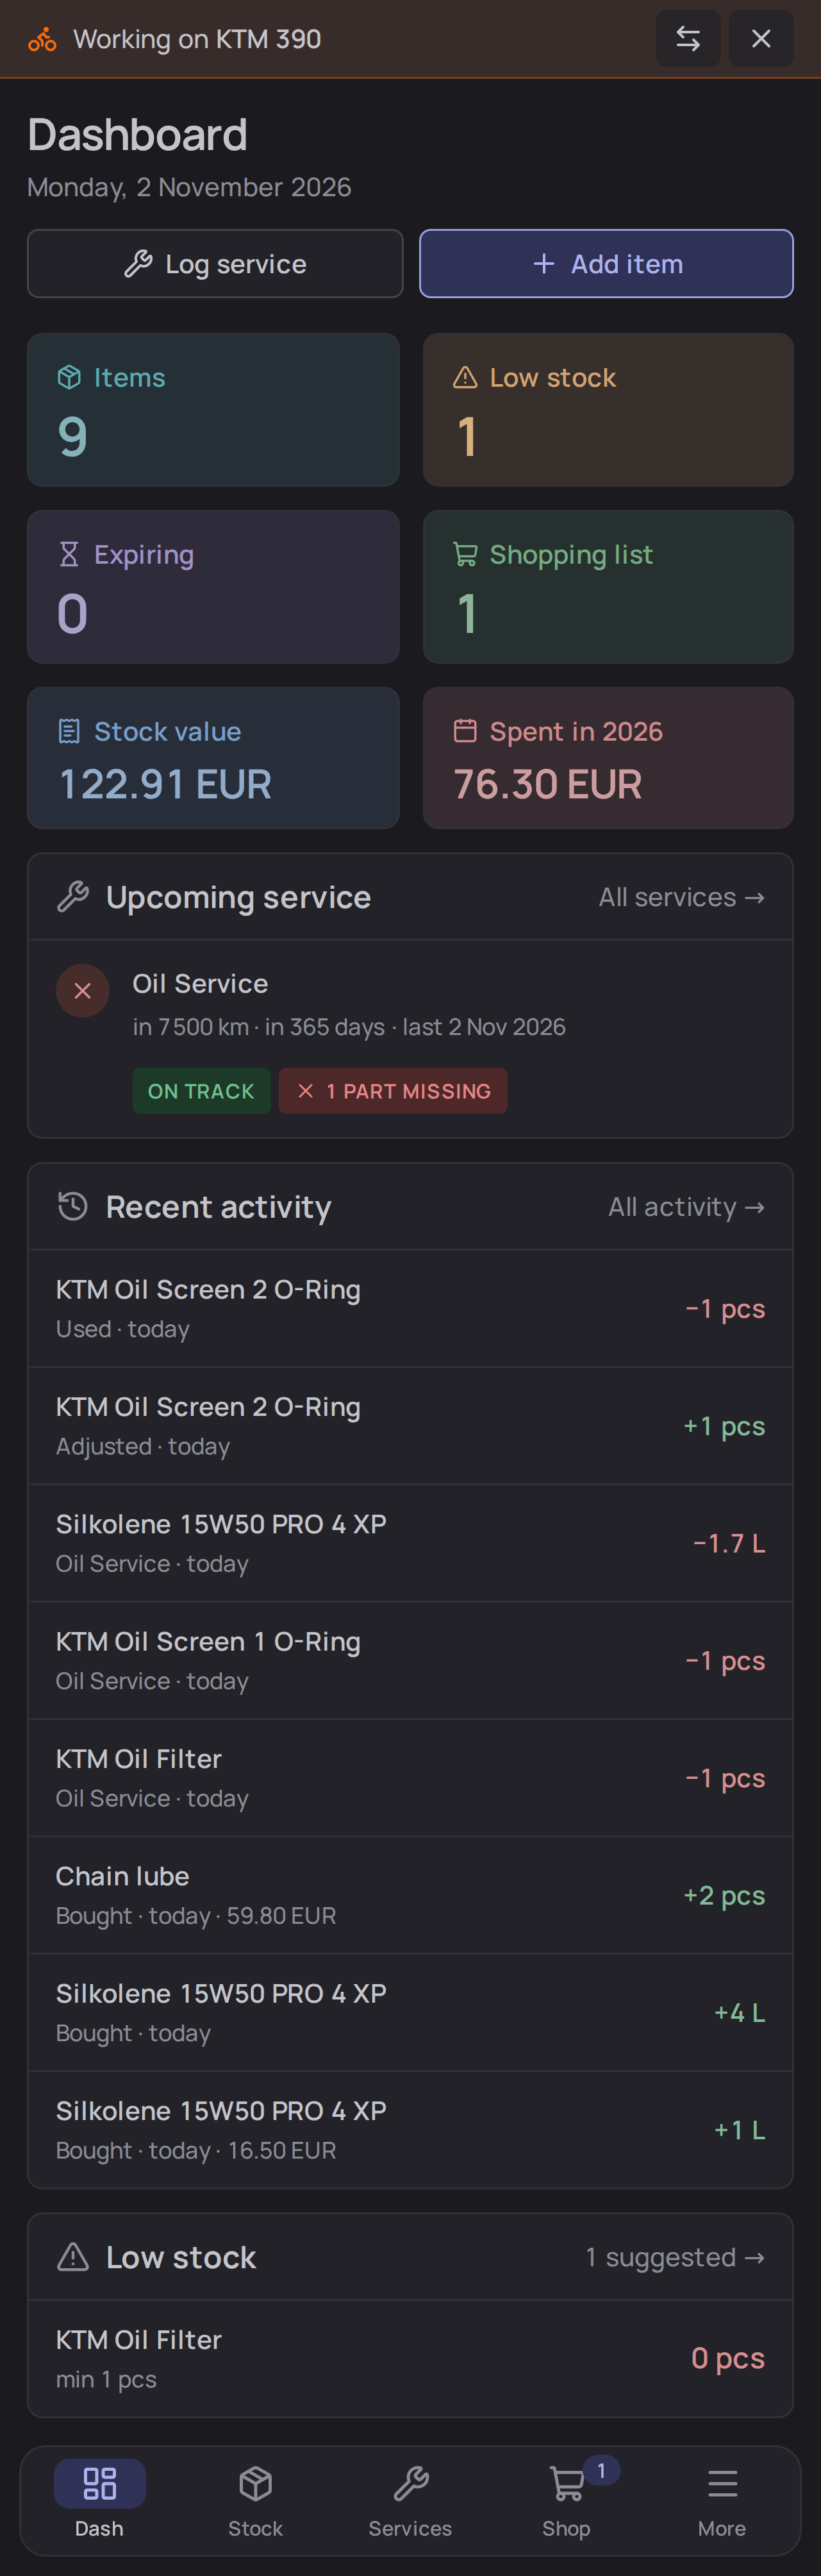 Working on KTM 390
Dashboard
Monday, 2 November 2026
Log service
Add item
Items
9
Low stock
1
Expiring
0
Shopping list
1
Stock value
122.91 EUR
Spent in 2026
76.30 EUR
Upcoming service
All services →
Oil Service
in 7 500 km · in 365 days · last 2 Nov 2026
ON TRACK
1 PART MISSING
Recent activity
All activity →
KTM Oil Screen 2 O-Ring
Used · today
−1 pcs
KTM Oil Screen 2 O-Ring
Adjusted · today
+1 pcs
Silkolene 15W50 PRO 4 XP
Oil Service · today
−1.7 L
KTM Oil Screen 1 O-Ring
Oil Service · today
−1 pcs
KTM Oil Filter
Oil Service · today
−1 pcs
Chain lube
Bought · today · 59.80 EUR
+2 pcs
Silkolene 15W50 PRO 4 XP
Bought · today
+4 L
Silkolene 15W50 PRO 4 XP
Bought · today · 16.50 EUR
+1 L
Low stock
1 suggested →
KTM Oil Filter
min 1 pcs
0 pcs
1
Dash
Stock
Services
Shop
More